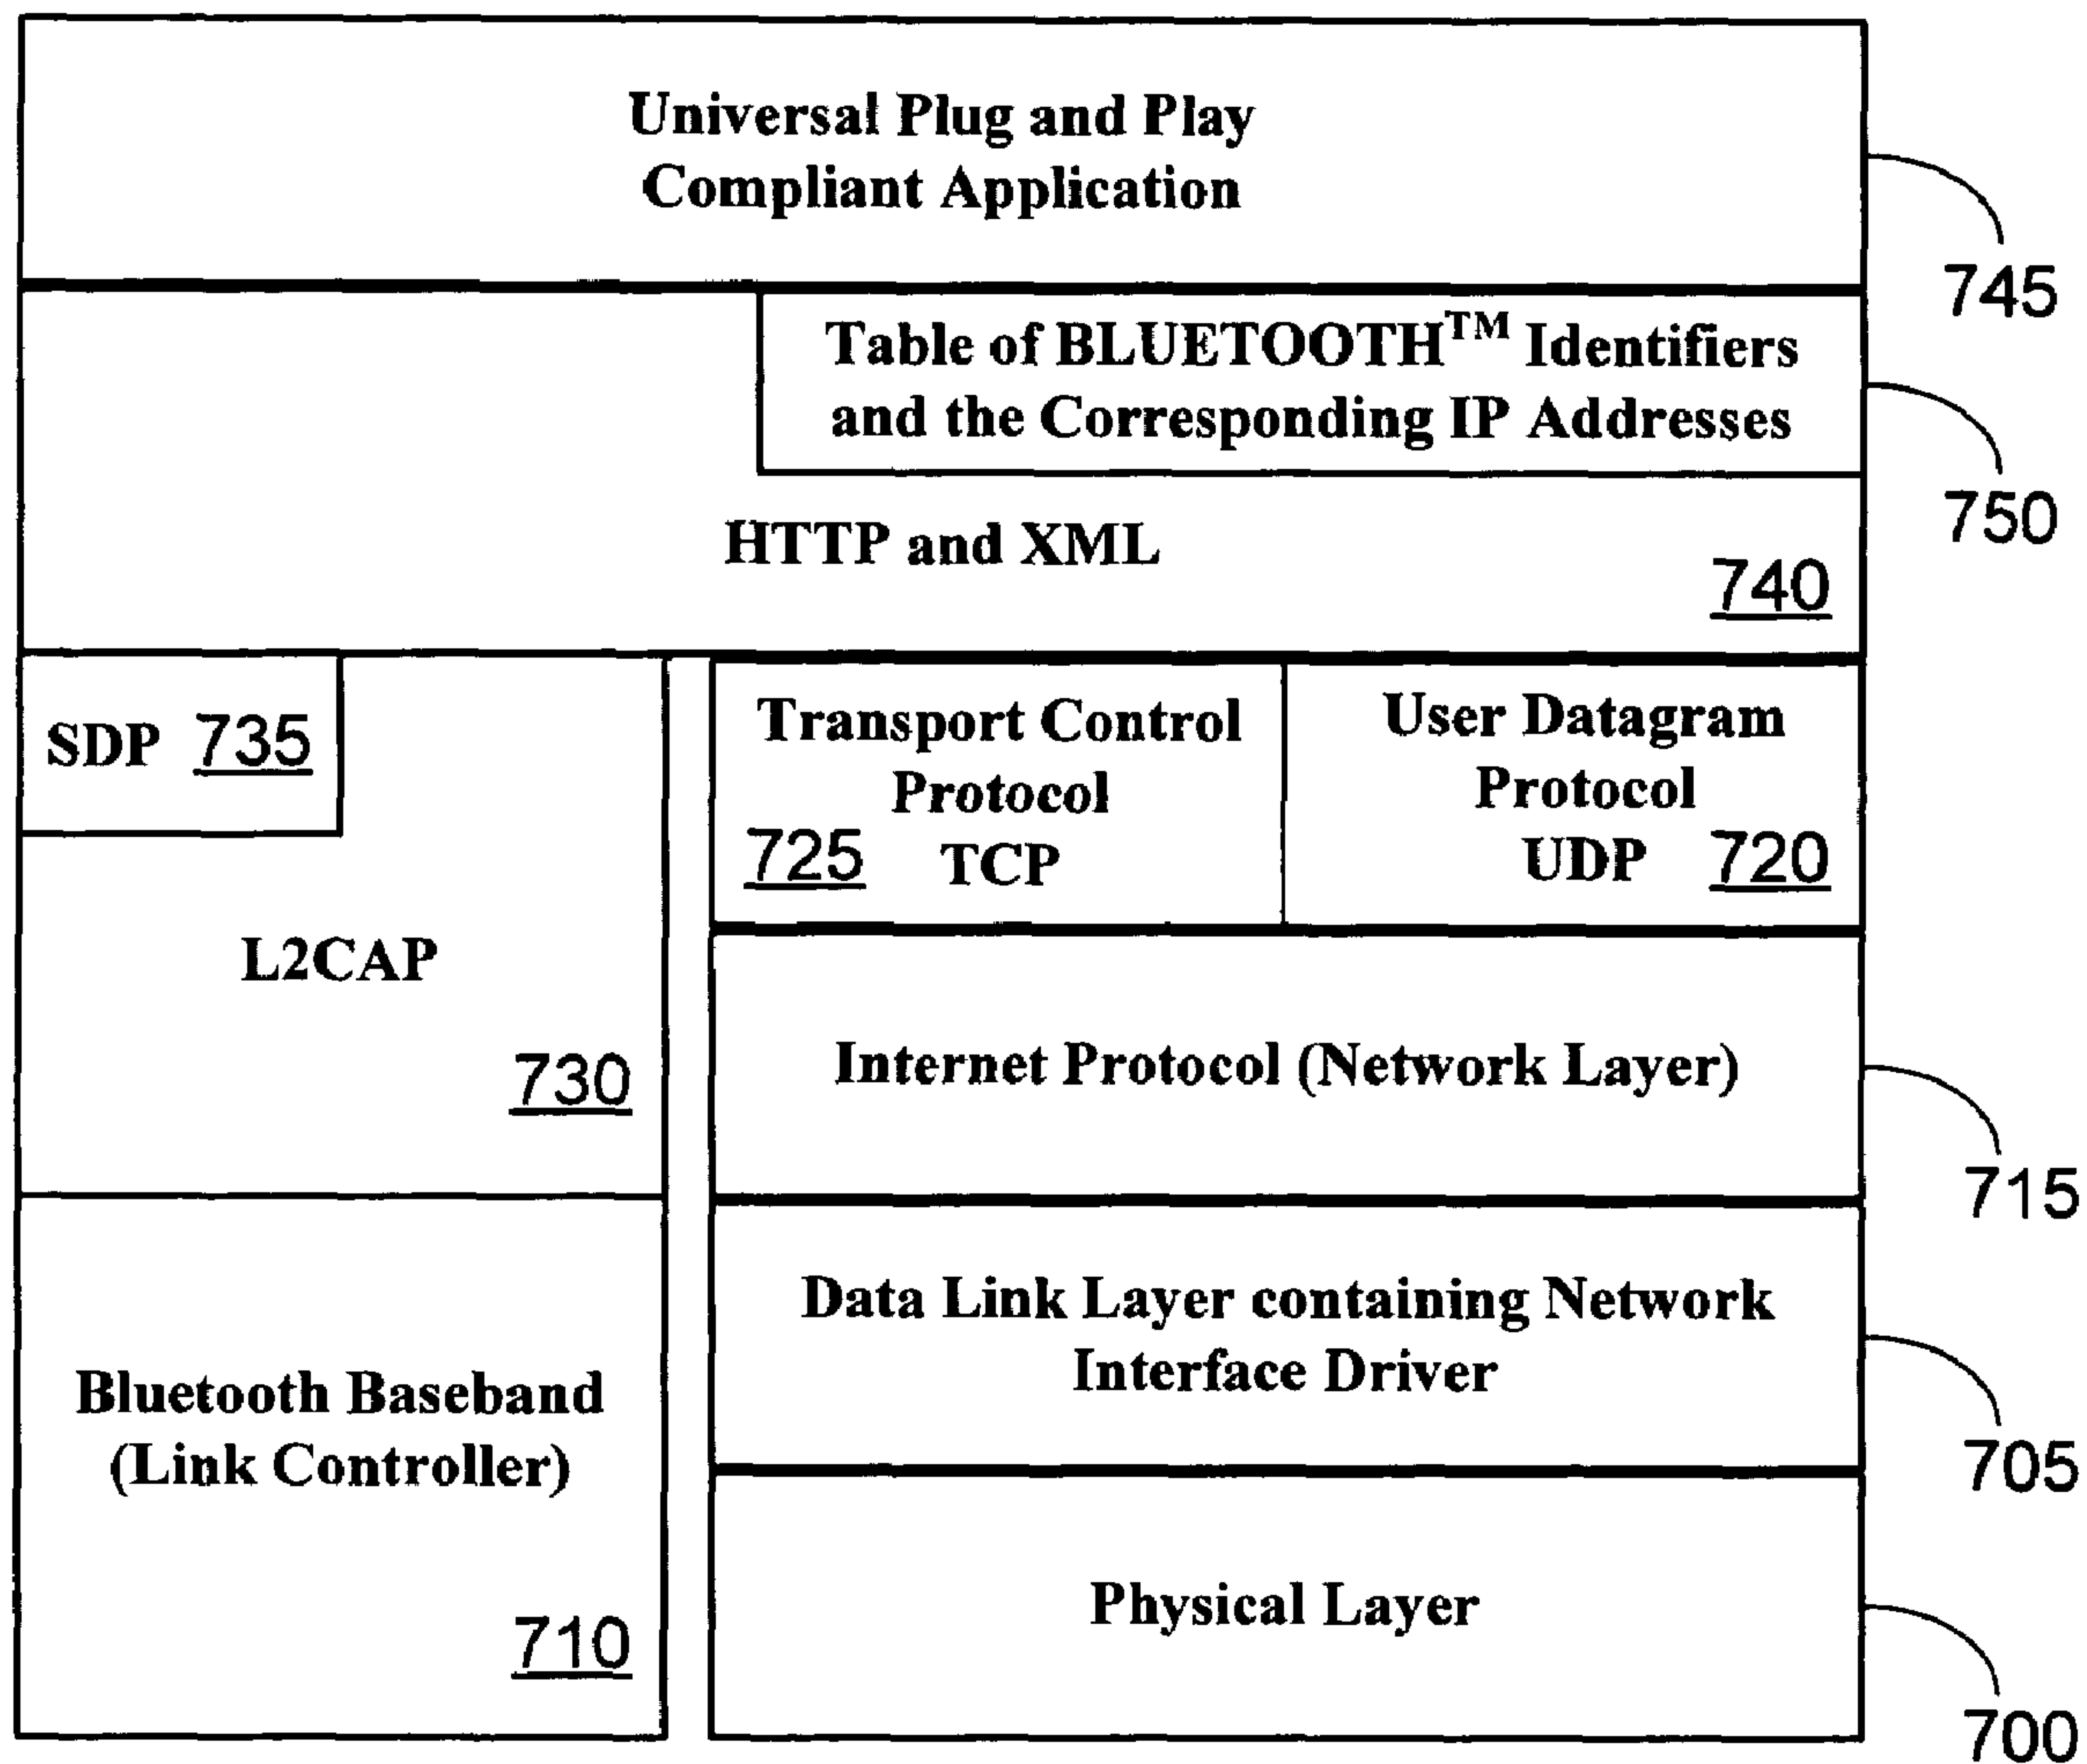 Universal Plug and Play
Compliant Application
745
Table of BLUETOOTH™ Identifiers
and the Corresponding IP Addresses
750
HTTP and XML
740
SDP 735
Transport Control
Protocol
725 TCP
User Datagram
Protocol
UDP 720
L2CAP
730
Internet Protocol (Network Layer)
715
Data Link Layer containing Network
Interface Driver
705
Bluetooth Baseband
(Link Controller)
710
Physical Layer
700